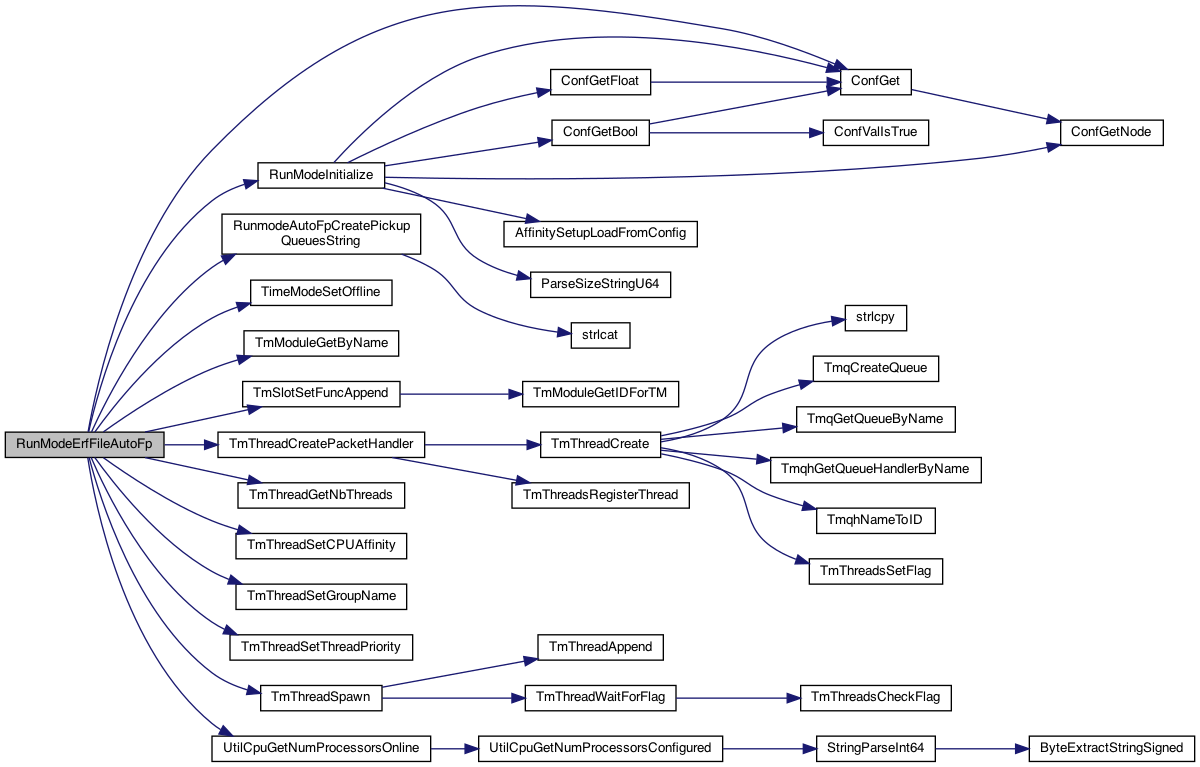 ConfGetFloat
ConfGet
ConfGetBool
ConfValIsTrue
ConfGetNode
RunModeInitialize
RunmodeAutoFpCreatePickup
QueuesString
AffinitySetupLoadFromConfig
ParseSizeStringU64
TimeModeSetOffline
strlcat
strlcpy
TmModuleGetByName
TmqCreateQueue
TmSlotSetFuncAppend
TmModuleGetIDForTM
TmqGetQueueByName
RunModeErfFileAutoFp
TmThreadCreatePacketHandler
TmThreadCreate
TmqhGetQueueHandlerByName
TmThreadGetNbThreads
TmThreadsRegisterThread
TmqhNameToID
TmThreadSetCPUAffinity
TmThreadsSetFlag
TmThreadSetGroupName
TmThreadSetThreadPriority
TmThreadAppend
TmThreadSpawn
TmThreadWaitForFlag
TmThreadsCheckFlag
UtilCpuGetNumProcessorsOnline
UtilCpuGetNumProcessorsConfigured
StringParseInt64
ByteExtractStringSigned